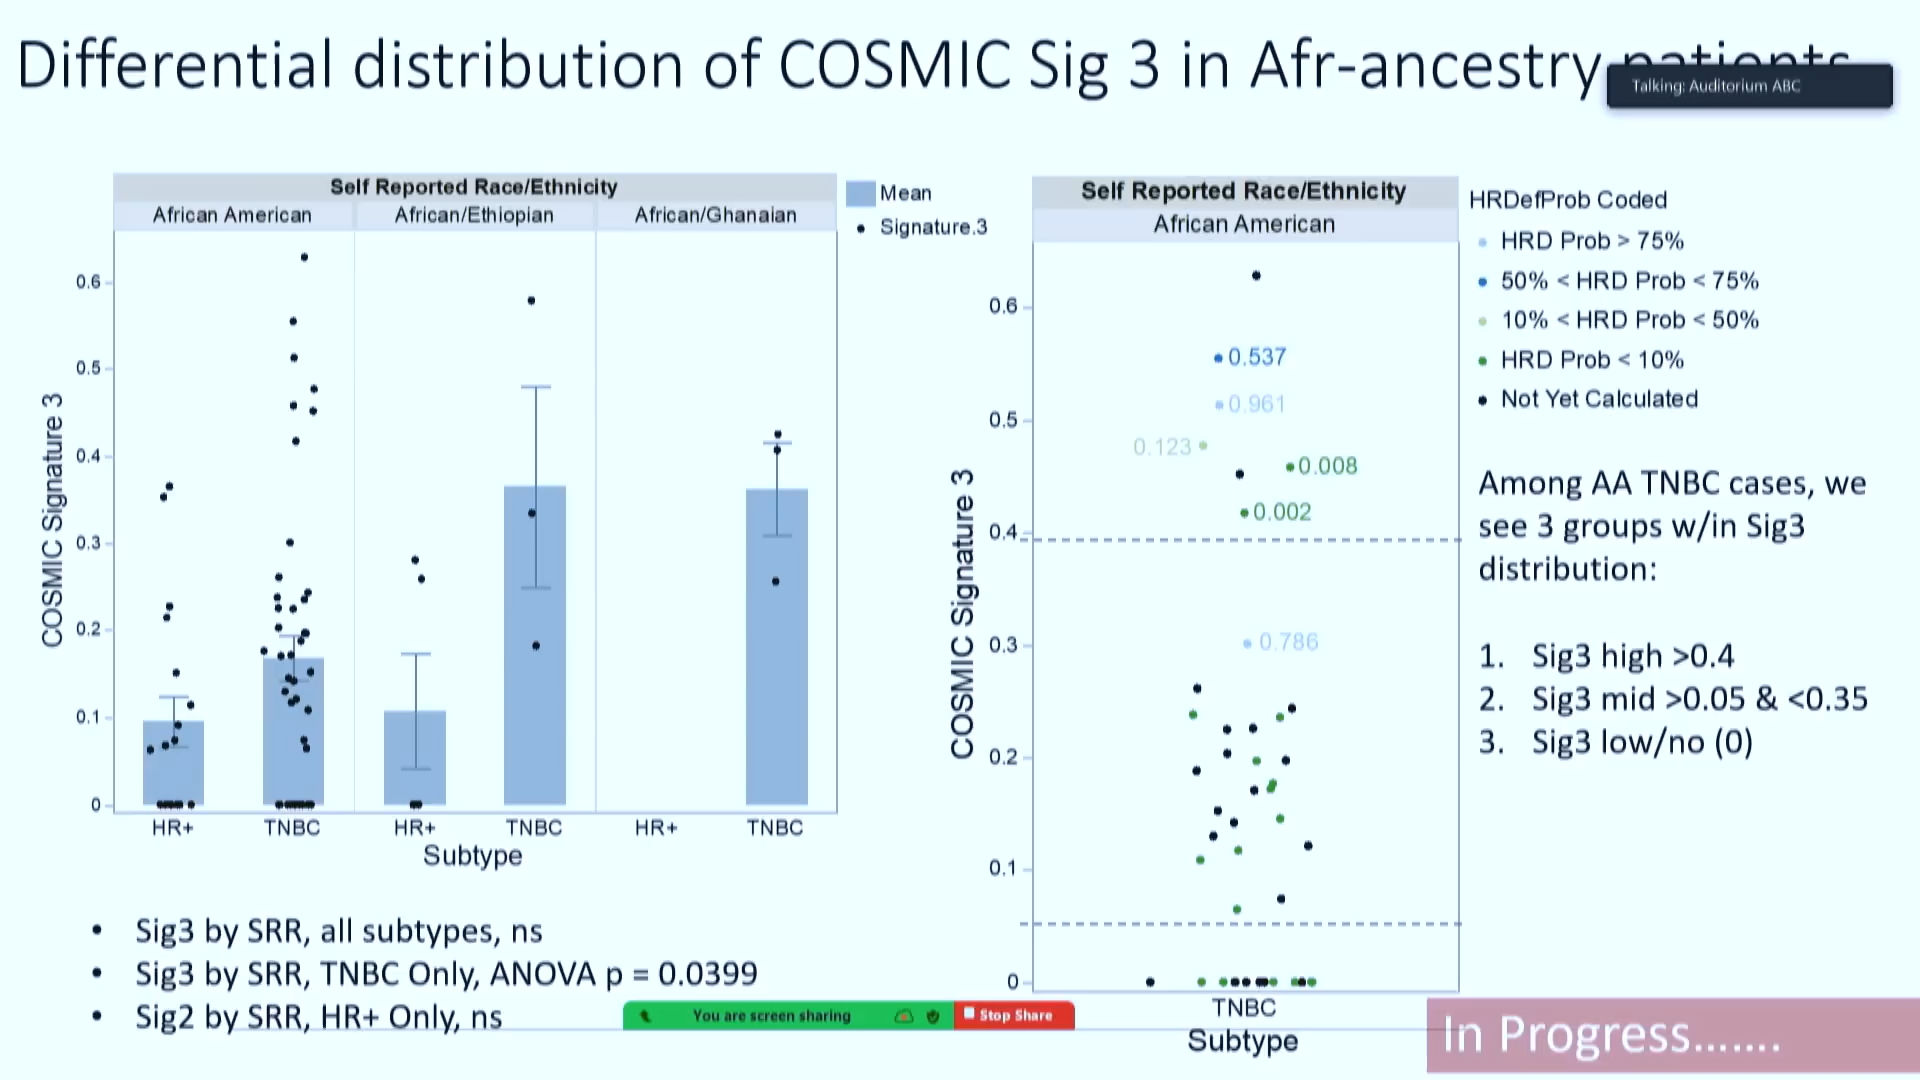 Differential distribution of COSMIC Sig 3 in Afr-ancestry patients
Talking: Auditorium ABC
Self Reported Race/Ethnicity
African American African/Ethiopian African/Ghanaian
Mean
Signature.3
COSMIC Signature 3
0.6
0.5
0.4
0.3
0.2
0.1
0
HR+ TNBC HR+ TNBC HR+ TNBC
Subtype
Self Reported Race/Ethnicity
African American
COSMIC Signature 3
0.6
0.5
0.4
0.3
0.2
0.1
0
0.537
0.961
0.123
0.008
0.002
0.786
TNBC
Subtype
HRDefProb Coded
HRD Prob > 75%
50% < HRD Prob < 75%
10% < HRD Prob < 50%
HRD Prob < 10%
Not Yet Calculated
Among AA TNBC cases, we
see 3 groups w/in Sig3
distribution:
1. Sig3 high >0.4
2. Sig3 mid >0.05 & <0.35
3. Sig3 low/no (0)
• Sig3 by SRR, all subtypes, ns
• Sig3 by SRR, TNBC Only, ANOVA p = 0.0399
• Sig2 by SRR, HR+ Only, ns
You are screen sharing
Stop Share
In Progress.......